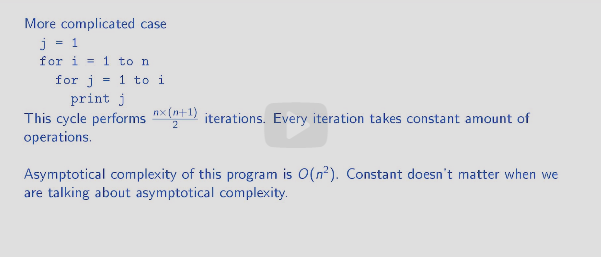 More complicated case
j = 1
for i = 1 to n
for j = 1 to i
print j
This cycle performs n×(n+1)/2 iterations. Every iteration takes constant amount of
operations.
Asymptotical complexity of this program is O(n²). Constant doesn't matter when we
are talking about asymptotical complexity.